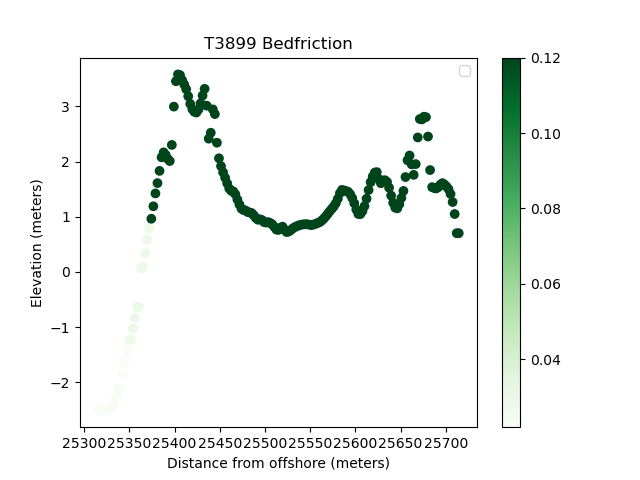 T3899 Bedfriction
3
2
1
0
−1
−2
Elevation (meters)
25300 25350 25400 25450 25500 25550 25600 25650 25700
Distance from offshore (meters)
0.12
0.10
0.08
0.06
0.04